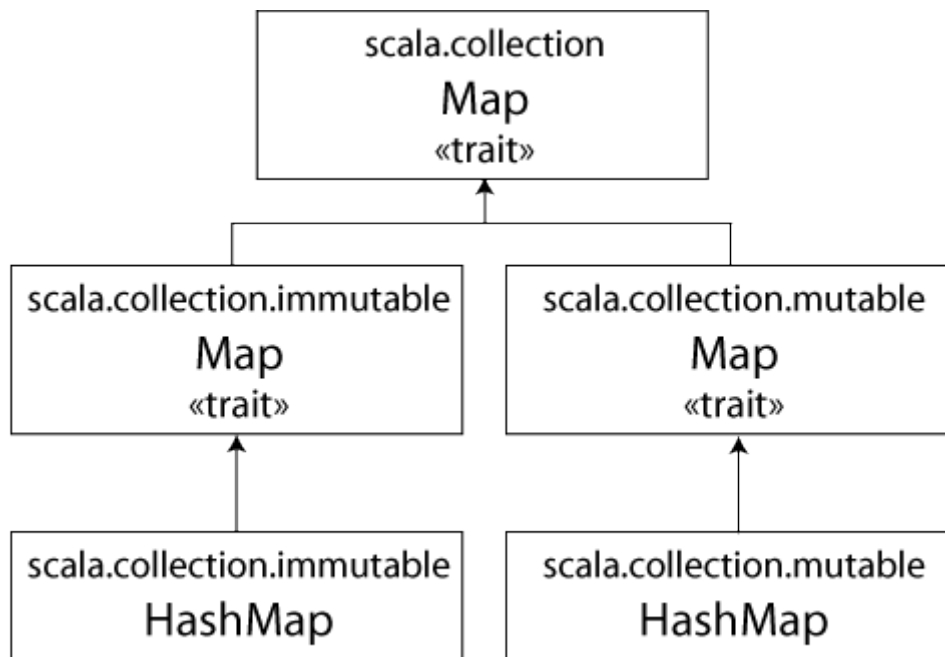 scala.collection
Map
«trait»
scala.collection.immutable
Map
«trait»
scala.collection.mutable
Map
«trait»
scala.collection.immutable
HashMap
scala.collection.mutable
HashMap